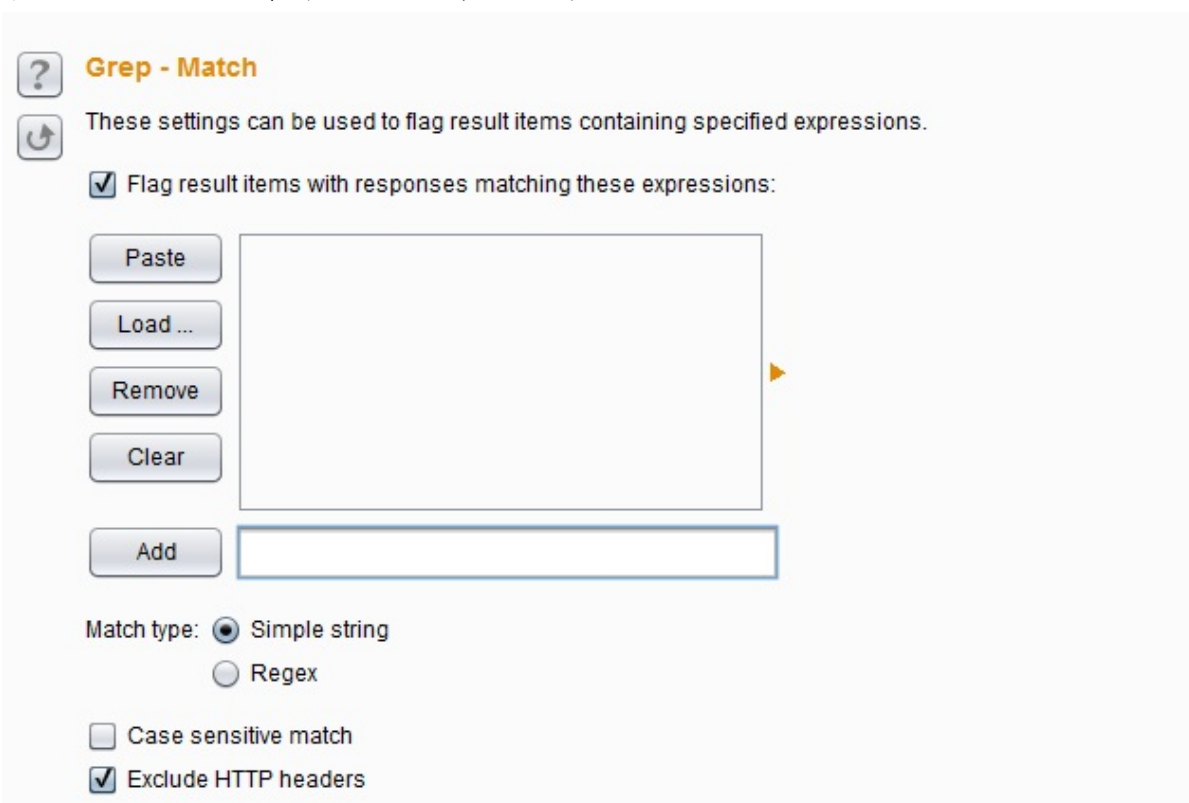 Grep - Match
These settings can be used to flag result items containing specified expressions.
Flag result items with responses matching these expressions:
Paste
Load ...
Remove
Clear
Add
Match type: Simple string
Regex
Case sensitive match
Exclude HTTP headers